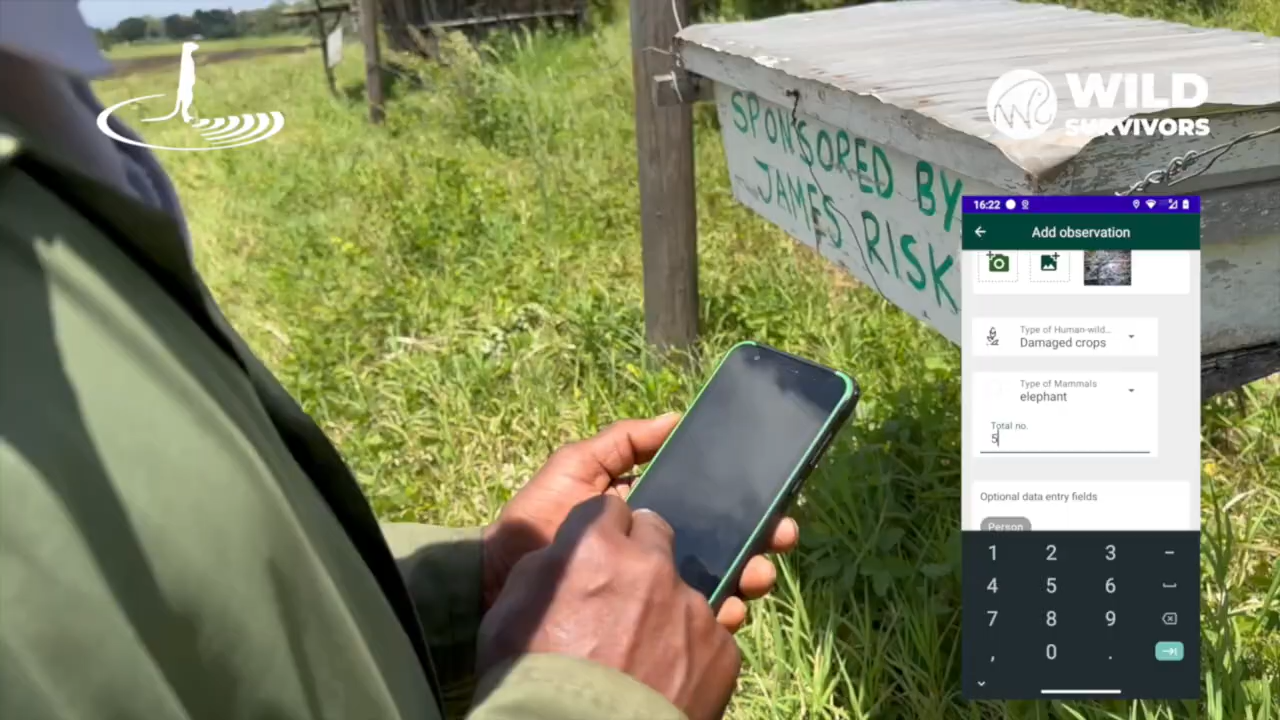 WILD
SURVIVORS
SPONSORED BY
JAMES RISK
16:22
Add observation
Type of Human-wild...
Damaged crops
Type of Mammals
elephant
Total no.
5
Optional data entry fields
Person
1 2 3 -
4 5 6
7 8 9
, 0 .